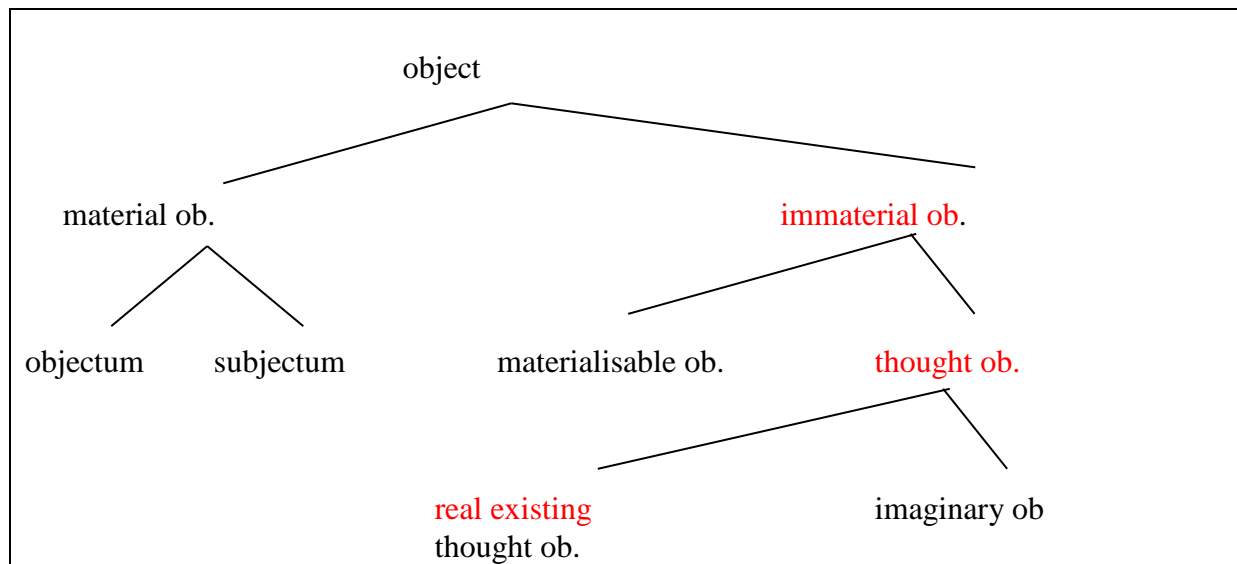 object
material ob.
immaterial ob.
objectum
subjectum
materialisable ob.
thought ob.
real existing
thought ob.
imaginary ob